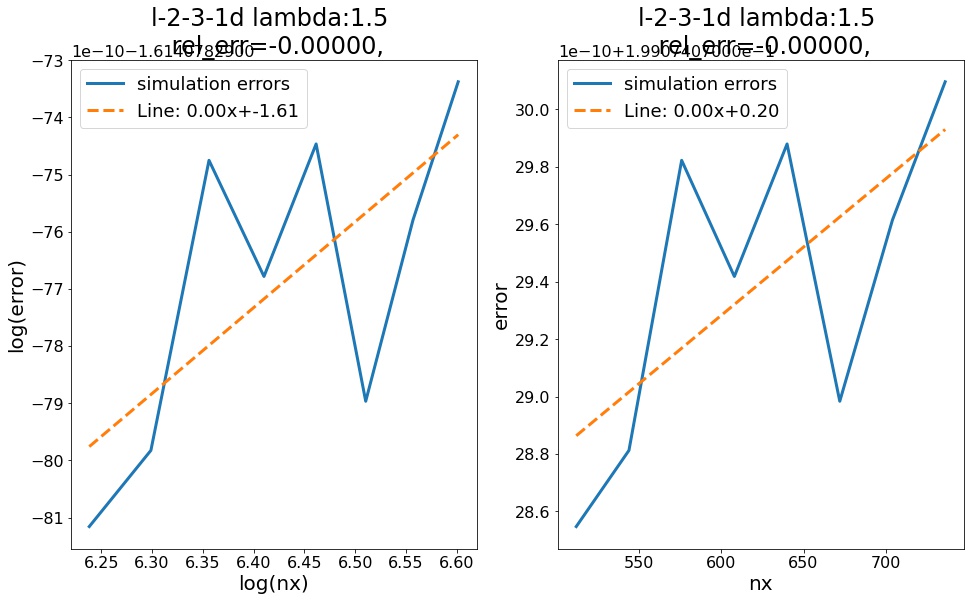 l-2-3-1d lambda:1.5
rel_err=-0.00000,
1e−10−1.6140782900
−73
−74
−75
−76
−77
−78
−79
−80
−81
log(error)
simulation errors
Line: 0.00x+-1.61
6.25 6.30 6.35 6.40 6.45 6.50 6.55 6.60
log(nx)
l-2-3-1d lambda:1.5
rel_err=-0.00000,
1e−10+1.9907407000e−1
30.0
29.8
29.6
29.4
29.2
29.0
28.8
28.6
error
simulation errors
Line: 0.00x+0.20
550 600 650 700
nx